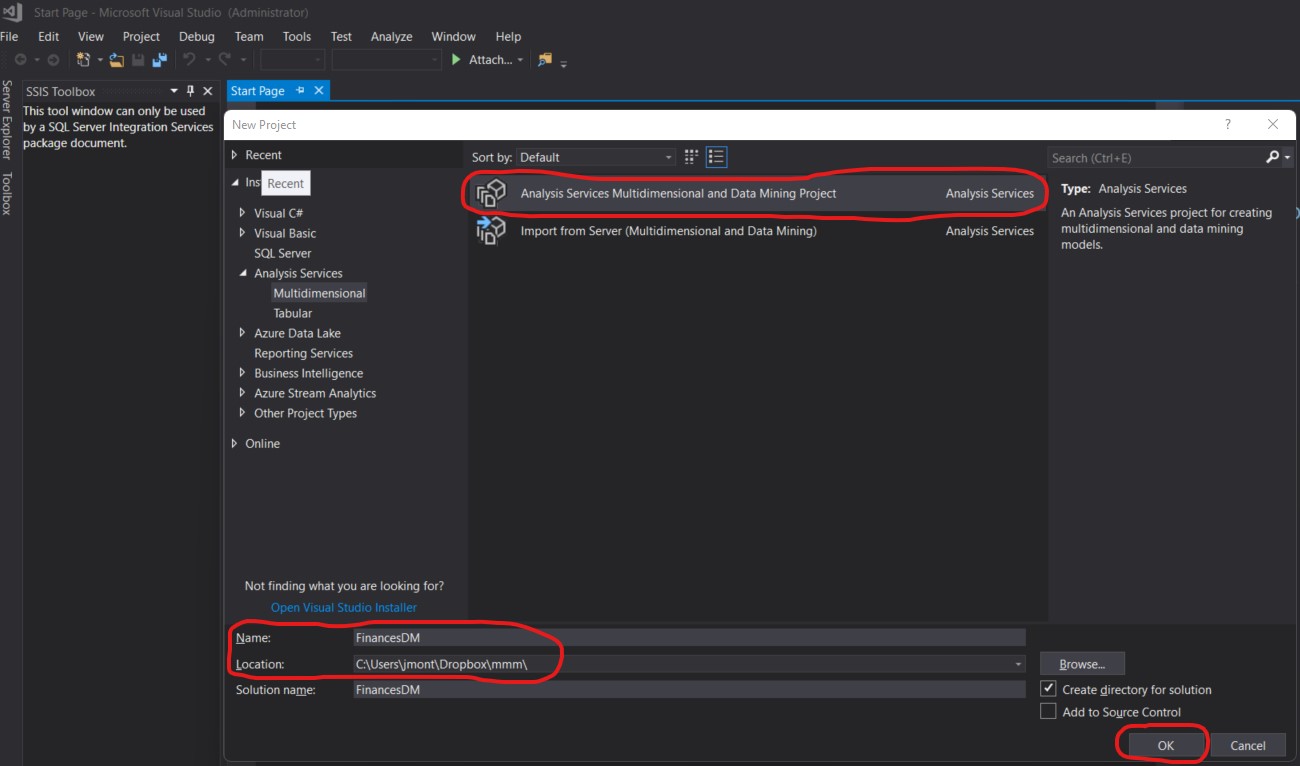 Start Page - Microsoft Visual Studio (Administrator)
File Edit View Project Debug Team Tools Test Analyze Window Help
Attach...
Server Explorer
Toolbox
SSIS Toolbox
This tool window can only be used
by a SQL Server Integration Services
package document.
Start Page
New Project
?
Recent
Recent
Visual C#
Visual Basic
SQL Server
Analysis Services
Multidimensional
Tabular
Azure Data Lake
Reporting Services
Business Intelligence
Azure Stream Analytics
Other Project Types
Online
Not finding what you are looking for?
Open Visual Studio Installer
Sort by: Default
Analysis Services Multidimensional and Data Mining Project Analysis Services
Import from Server (Multidimensional and Data Mining) Analysis Services
Search (Ctrl+E)
Type: Analysis Services
An Analysis Services project for creating
multidimensional and data mining
models.
Name: FinancesDM
Location: C:\Users\jmont\Dropbox\mmm\
Solution name: FinancesDM
Browse...
Create directory for solution
Add to Source Control
OK Cancel